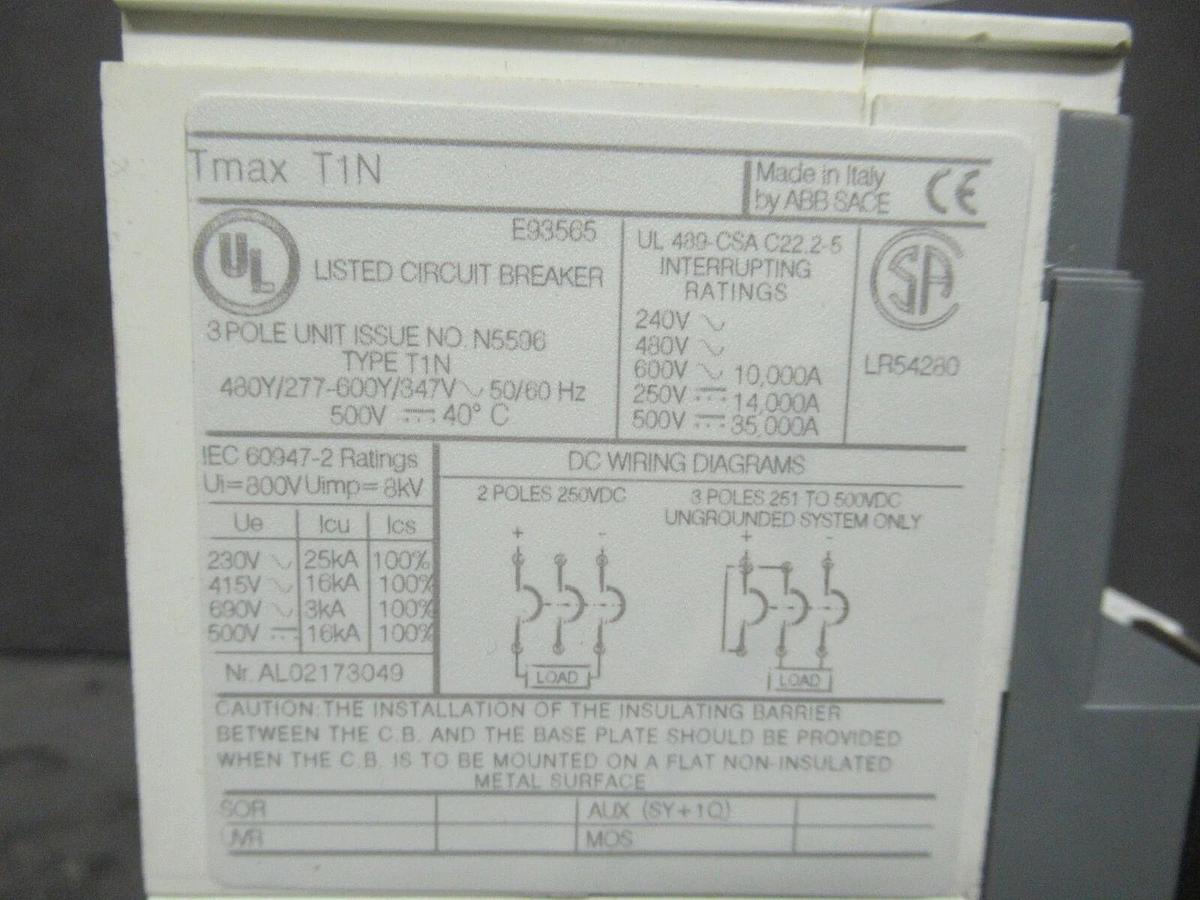 Tmax T1N
Made in Italy
by ABB SACE
CE
UL
E93565
LISTED CIRCUIT BREAKER
3 POLE UNIT ISSUE NO. N5596
TYPE T1N
480Y/277-600Y/347V 50/60 Hz
500V 40° C
UL 489-CSA C22.2-5
INTERRUPTING
RATINGS
240V
480V
600V 10,000A
250V 14,000A
500V 35,000A
SA
LR54280
IEC 60947-2 Ratings
Ui=800V Uimp=8kV
Ue Icu Ics
230V 25kA 100%
415V 16kA 100%
690V 3kA 100%
500V 16kA 100%
Nr. AL02173049
DC WIRING DIAGRAMS
2 POLES 250VDC
+ -
LOAD
3 POLES 251 TO 500VDC
UNGROUNDED SYSTEM ONLY
+ -
LOAD
CAUTION: THE INSTALLATION OF THE INSULATING BARRIER
BETWEEN THE C.B. AND THE BASE PLATE SHOULD BE PROVIDED
WHEN THE C.B. IS TO BE MOUNTED ON A FLAT NON-INSULATED
METAL SURFACE
SOR AUX (SY+1Q)
UVR MOS